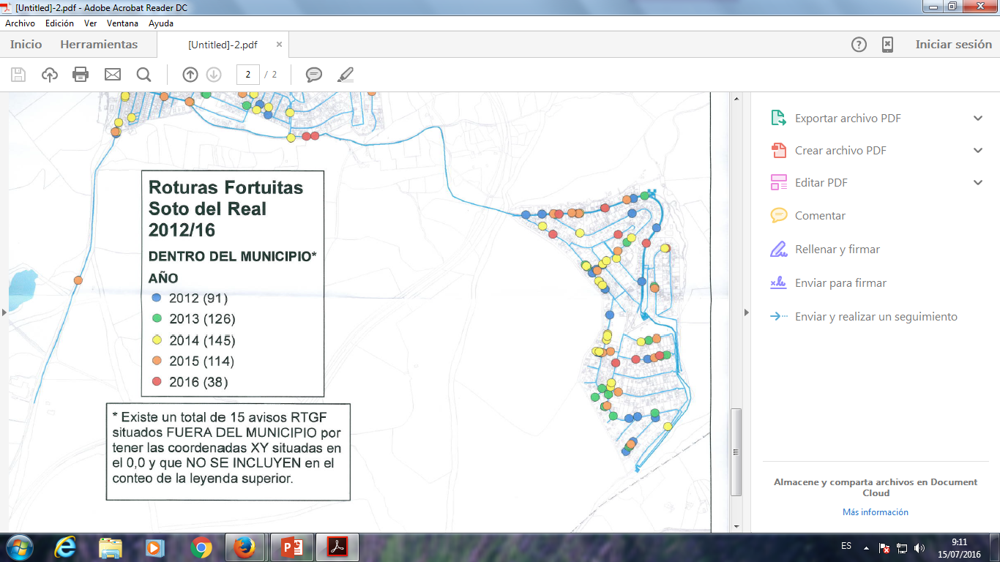 [Untitled]-2.pdf - Adobe Acrobat Reader DC
Archivo Edición Ver Ventana Ayuda
Inicio Herramientas [Untitled]-2.pdf × Iniciar sesión
2 / 2
Roturas Fortuitas
Soto del Real
2012/16
DENTRO DEL MUNICIPIO*
AÑO
2012 (91)
2013 (126)
2014 (145)
2015 (114)
2016 (38)
* Existe un total de 15 avisos RTGF
situados FUERA DEL MUNICIPIO por
tener las coordenadas XY situadas en
el 0,0 y que NO SE INCLUYEN en el
conteo de la leyenda superior.
Exportar archivo PDF
Crear archivo PDF
Editar PDF
Comentar
Rellenar y firmar
Enviar para firmar
Enviar y realizar un seguimiento
Almacene y comparta archivos en Document
Cloud
Más información
ES
9:11
15/07/2016